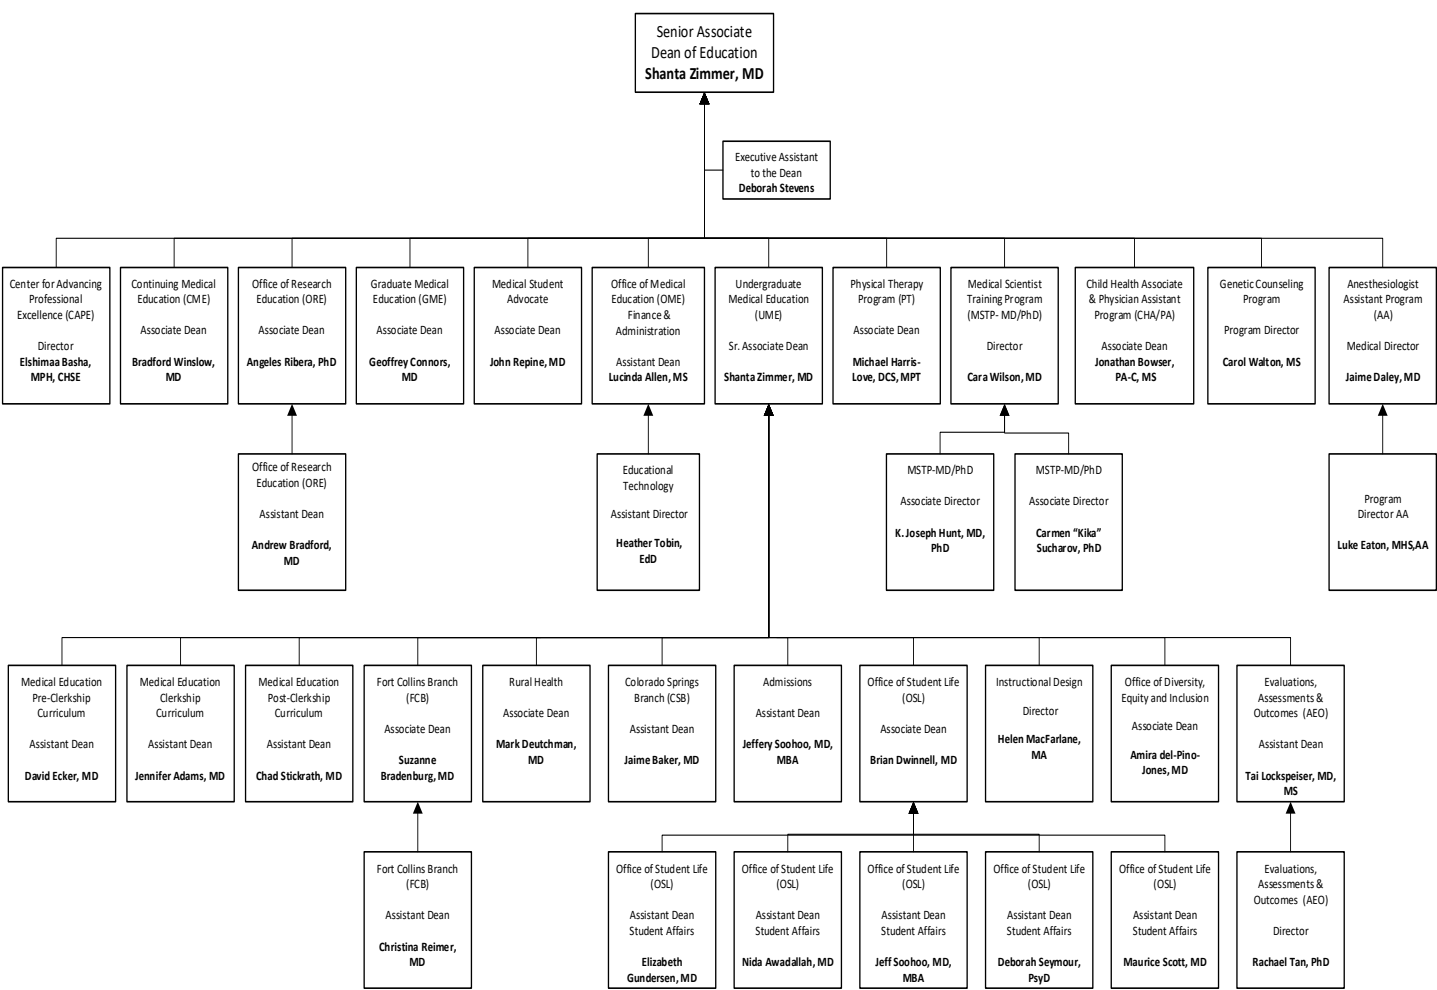 Senior Associate
Dean of Education
Shanta Zimmer, MD
Executive Assistant
to the Dean
Deborah Stevens
Center for Advancing
Professional
Excellence (CAPE)
Director
Elshimaa Basha,
MPH, CHSE
Continuing Medical
Education (CME)
Associate Dean
Bradford Winslow,
MD
Office of Research
Education (ORE)
Associate Dean
Angeles Ribera, PhD
Graduate Medical
Education (GME)
Associate Dean
Geoffrey Connors,
MD
Medical Student
Advocate
Associate Dean
John Repine, MD
Office of Medical
Education (OME)
Finance &
Administration
Assistant Dean
Lucinda Allen, MS
Undergraduate
Medical Education
(UME)
Sr. Associate Dean
Shanta Zimmer, MD
Physical Therapy
Program (PT)
Associate Dean
Michael Harris-
Love, DCS, MPT
Medical Scientist
Training Program
(MSTP- MD/PhD)
Director
Cara Wilson, MD
Child Health Associate
& Physician Assistant
Program (CHA/PA)
Associate Dean
Jonathan Bowser,
PA-C, MS
Genetic Counseling
Program
Program Director
Carol Walton, MS
Anesthesiologist
Assistant Program
(AA)
Medical Director
Jaime Daley, MD
Office of Research
Education (ORE)
Assistant Dean
Andrew Bradford,
MD
Educational
Technology
Assistant Director
Heather Tobin,
EdD
MSTP-MD/PhD
Associate Director
K. Joseph Hunt, MD,
PhD
MSTP-MD/PhD
Associate Director
Carmen “Kika”
Sucharov, PhD
Program
Director AA
Luke Eaton, MHS,AA
Medical Education
Pre-Clerkship
Curriculum
Assistant Dean
David Ecker, MD
Medical Education
Clerkship
Curriculum
Assistant Dean
Jennifer Adams, MD
Medical Education
Post-Clerkship
Curriculum
Assistant Dean
Chad Stickrath, MD
Fort Collins Branch
(FCB)
Associate Dean
Suzanne
Bradenburg, MD
Rural Health
Associate Dean
Mark Deutchman,
MD
Colorado Springs
Branch (CSB)
Assistant Dean
Jaime Baker, MD
Admissions
Assistant Dean
Jeffery Soohoo, MD,
MBA
Office of Student Life
(OSL)
Associate Dean
Brian Dwinnell, MD
Instructional Design
Director
Helen MacFarlane,
MA
Office of Diversity,
Equity and Inclusion
Associate Dean
Amira del-Pino-
Jones, MD
Evaluations,
Assessments &
Outcomes (AEO)
Assistant Dean
Tai Lockspeiser, MD,
MS
Fort Collins Branch
(FCB)
Assistant Dean
Christina Reimer,
MD
Office of Student Life
(OSL)
Assistant Dean
Student Affairs
Elizabeth
Gundersen, MD
Office of Student Life
(OSL)
Assistant Dean
Student Affairs
Nida Awadallah, MD
Office of Student Life
(OSL)
Assistant Dean
Student Affairs
Jeff Soohoo, MD,
MBA
Office of Student Life
(OSL)
Assistant Dean
Student Affairs
Deborah Seymour,
PsyD
Office of Student Life
(OSL)
Assistant Dean
Student Affairs
Maurice Scott, MD
Evaluations,
Assessments &
Outcomes (AEO)
Director
Rachael Tan, PhD